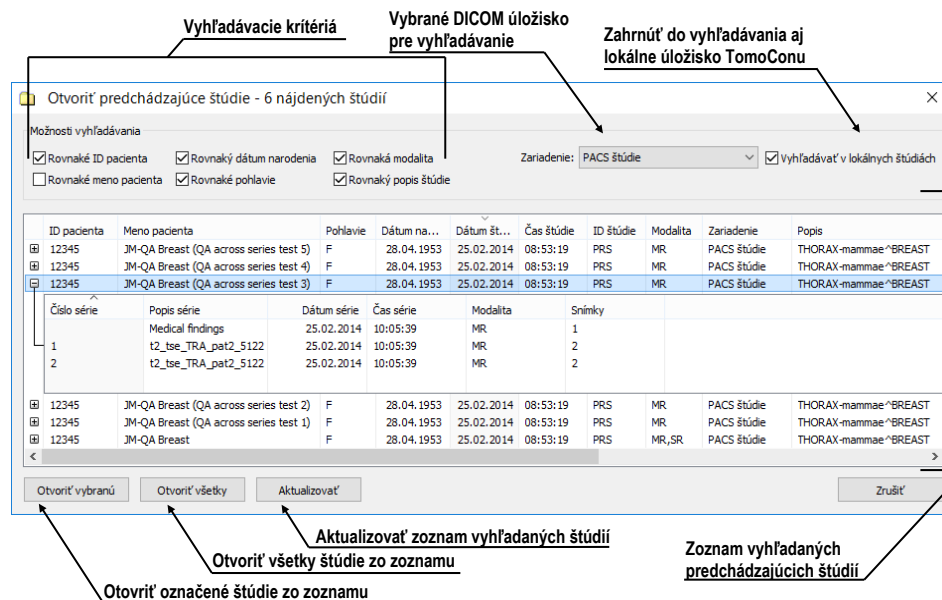 Vyhľadávacie kritériá
Vybrané DICOM úložisko
pre vyhľadávanie
Zahrnúť do vyhľadávania aj
lokálne úložisko TomoConu
Otvoriť predchádzajúce štúdie - 6 nájdených štúdií
Možnosti vyhľadávania
Rovnaké ID pacienta Rovnaký dátum narodenia Rovnaká modalita Zariadenie: PACS štúdie Vyhľadávať v lokálnych štúdiách
Rovnaké meno pacienta Rovnaké pohlavie Rovnaký popis štúdie
ID pacienta Meno pacienta Pohlavie Dátum na... Dátum št... Čas štúdie ID štúdie Modalita Zariadenie Popis
12345 JM-QA Breast (QA across series test 5) F 28.04.1953 25.02.2014 08:53:19 PRS MR PACS štúdie THORAX-mammae^BREAST
12345 JM-QA Breast (QA across series test 4) F 28.04.1953 25.02.2014 08:53:19 PRS MR PACS štúdie THORAX-mammae^BREAST
12345 JM-QA Breast (QA across series test 3) F 28.04.1953 25.02.2014 08:53:19 PRS MR PACS štúdie THORAX-mammae^BREAST
Číslo série Popis série Dátum série Čas série Modalita Snímky
Medical findings 25.02.2014 10:05:39 MR 1
1 t2_tse_TRA_pat2_5122 25.02.2014 10:05:39 MR 2
2 t2_tse_TRA_pat2_5122 25.02.2014 10:05:39 MR 2
12345 JM-QA Breast (QA across series test 2) F 28.04.1953 25.02.2014 08:53:19 PRS MR PACS štúdie THORAX-mammae^BREAST
12345 JM-QA Breast (QA across series test 1) F 28.04.1953 25.02.2014 08:53:19 PRS MR PACS štúdie THORAX-mammae^BREAST
12345 JM-QA Breast F 28.04.1953 25.02.2014 08:53:19 PRS MR,SR PACS štúdie THORAX-mammae^BREAST
Otvoriť vybranú Otvoriť všetky Aktualizovať Zrušiť
Aktualizovať zoznam vyhľadaných štúdií
Otvoriť všetky štúdie zo zoznamu
Otovriť označené štúdie zo zoznamu
Zoznam vyhľadaných
predchádzajúcich štúdií